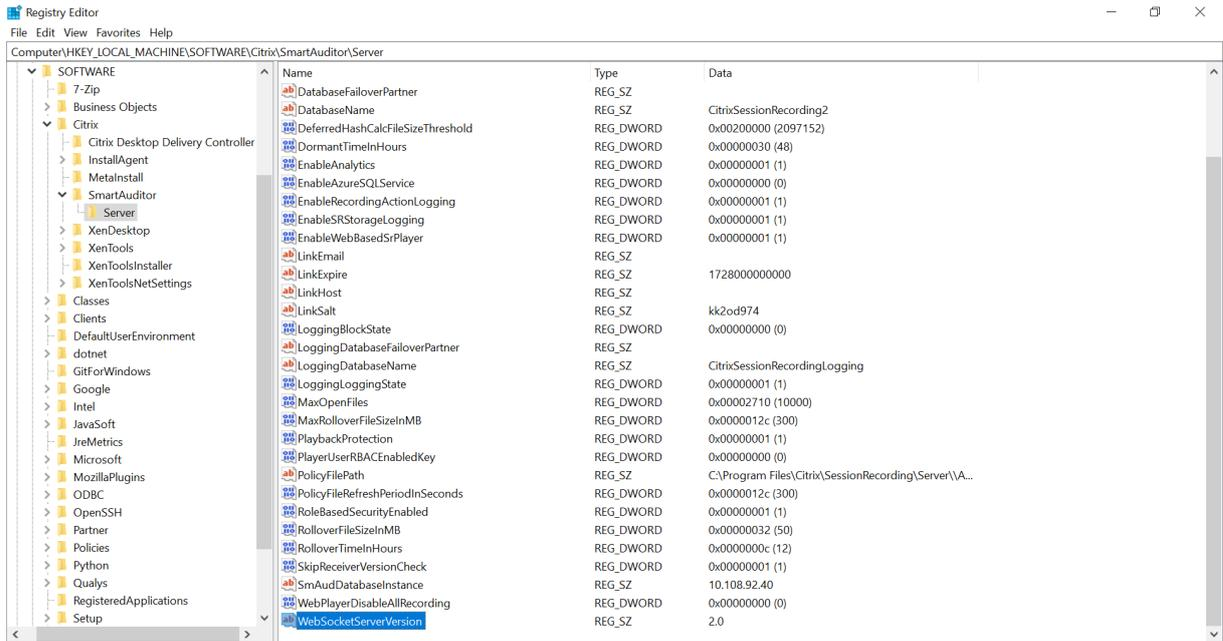 Registry Editor
File Edit View Favorites Help
Computer\HKEY_LOCAL_MACHINE\SOFTWARE\Citrix\SmartAuditor\Server
SOFTWARE
7-Zip
Business Objects
Citrix
Citrix Desktop Delivery Controller
InstallAgent
MetaInstall
SmartAuditor
Server
XenDesktop
XenTools
XenToolsInstaller
XenToolsNetSettings
Classes
Clients
DefaultUserEnvironment
dotnet
GitForWindows
Google
Intel
JavaSoft
JreMetrics
Microsoft
MozillaPlugins
ODBC
OpenSSH
Partner
Policies
Python
Qualys
RegisteredApplications
Setup
Name Type Data
DatabaseFailoverPartner REG_SZ
DatabaseName REG_SZ CitrixSessionRecording2
DeferredHashCalcFileSizeThreshold REG_DWORD 0x00200000 (2097152)
DormantTimeInHours REG_DWORD 0x00000030 (48)
EnableAnalytics REG_DWORD 0x00000001 (1)
EnableAzureSQLService REG_DWORD 0x00000000 (0)
EnableRecordingActionLogging REG_DWORD 0x00000001 (1)
EnableSRStorageLogging REG_DWORD 0x00000001 (1)
EnableWebBasedSrPlayer REG_DWORD 0x00000001 (1)
LinkEmail REG_SZ
LinkExpire REG_SZ 1728000000000
LinkHost REG_SZ
LinkSalt REG_SZ kk2od974
LoggingBlockState REG_DWORD 0x00000000 (0)
LoggingDatabaseFailoverPartner REG_SZ
LoggingDatabaseName REG_SZ CitrixSessionRecordingLogging
LoggingLoggingState REG_DWORD 0x00000001 (1)
MaxOpenFiles REG_DWORD 0x00002710 (10000)
MaxRolloverFileSizeInMB REG_DWORD 0x0000012c (300)
PlaybackProtection REG_DWORD 0x00000001 (1)
PlayerUserRBACEnabledKey REG_DWORD 0x00000000 (0)
PolicyFilePath REG_SZ C:\Program Files\Citrix\SessionRecording\Server\\A...
PolicyFileRefreshPeriodInSeconds REG_DWORD 0x0000012c (300)
RoleBasedSecurityEnabled REG_DWORD 0x00000001 (1)
RolloverFileSizeInMB REG_DWORD 0x00000032 (50)
RolloverTimeInHours REG_DWORD 0x0000000c (12)
SkipReceiverVersionCheck REG_DWORD 0x00000001 (1)
SmAudDatabaseInstance REG_SZ 10.108.92.40
WebPlayerDisableAllRecording REG_DWORD 0x00000000 (0)
WebSocketServerVersion REG_SZ 2.0